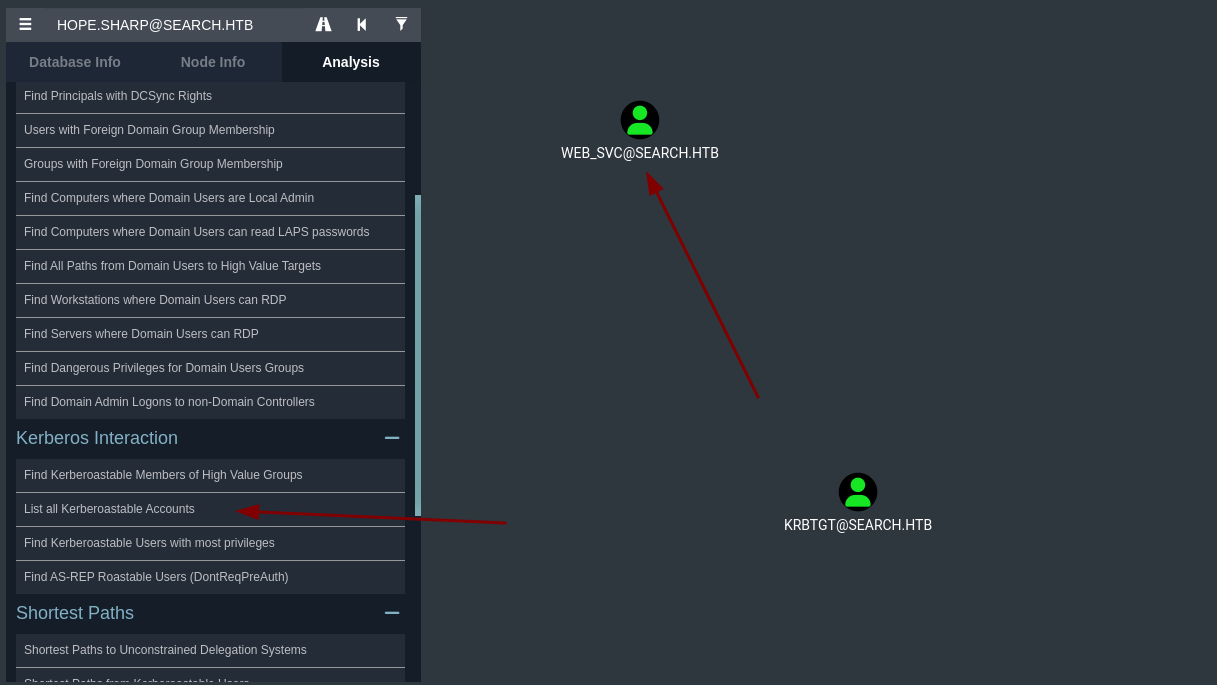 HOPE.SHARP@SEARCH.HTB
Database Info
Node Info
Analysis
Find Principals with DCSync Rights
Users with Foreign Domain Group Membership
Groups with Foreign Domain Group Membership
Find Computers where Domain Users are Local Admin
Find Computers where Domain Users can read LAPS passwords
Find All Paths from Domain Users to High Value Targets
Find Workstations where Domain Users can RDP
Find Servers where Domain Users can RDP
Find Dangerous Privileges for Domain Users Groups
Find Domain Admin Logons to non-Domain Controllers
Kerberos Interaction
Find Kerberoastable Members of High Value Groups
List all Kerberoastable Accounts
Find Kerberoastable Users with most privileges
Find AS-REP Roastable Users (DontReqPreAuth)
Shortest Paths
Shortest Paths to Unconstrained Delegation Systems
Shortest Paths from Kerberoastable Users
WEB_SVC@SEARCH.HTB
KRBTGT@SEARCH.HTB